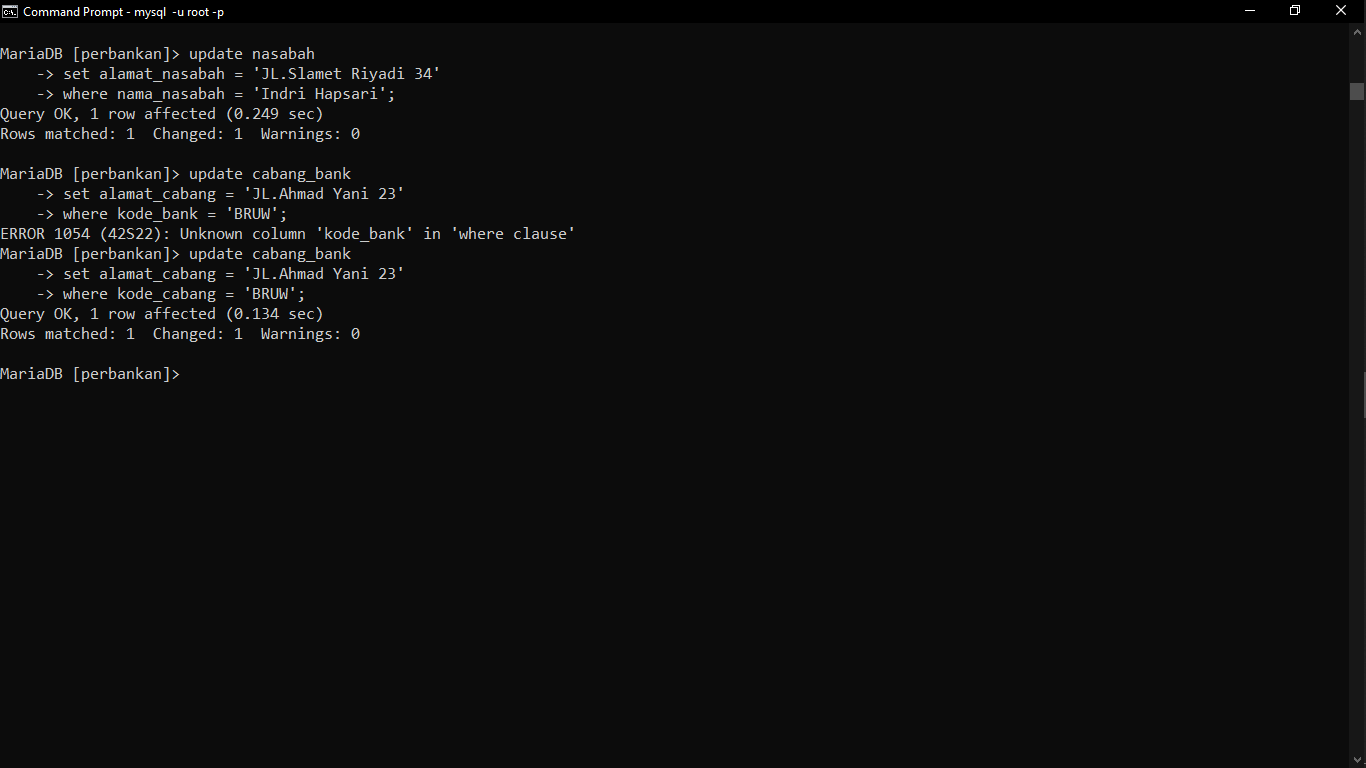 Command Prompt - mysql  -u root -p
MariaDB [perbankan]> update nasabah
    -> set alamat_nasabah = 'JL.Slamet Riyadi 34'
    -> where nama_nasabah = 'Indri Hapsari';
Query OK, 1 row affected (0.249 sec)
Rows matched: 1  Changed: 1  Warnings: 0
MariaDB [perbankan]> update cabang_bank
    -> set alamat_cabang = 'JL.Ahmad Yani 23'
    -> where kode_bank = 'BRUW';
ERROR 1054 (42S22): Unknown column 'kode_bank' in 'where clause'
MariaDB [perbankan]> update cabang_bank
    -> set alamat_cabang = 'JL.Ahmad Yani 23'
    -> where kode_cabang = 'BRUW';
Query OK, 1 row affected (0.134 sec)
Rows matched: 1  Changed: 1  Warnings: 0
MariaDB [perbankan]>